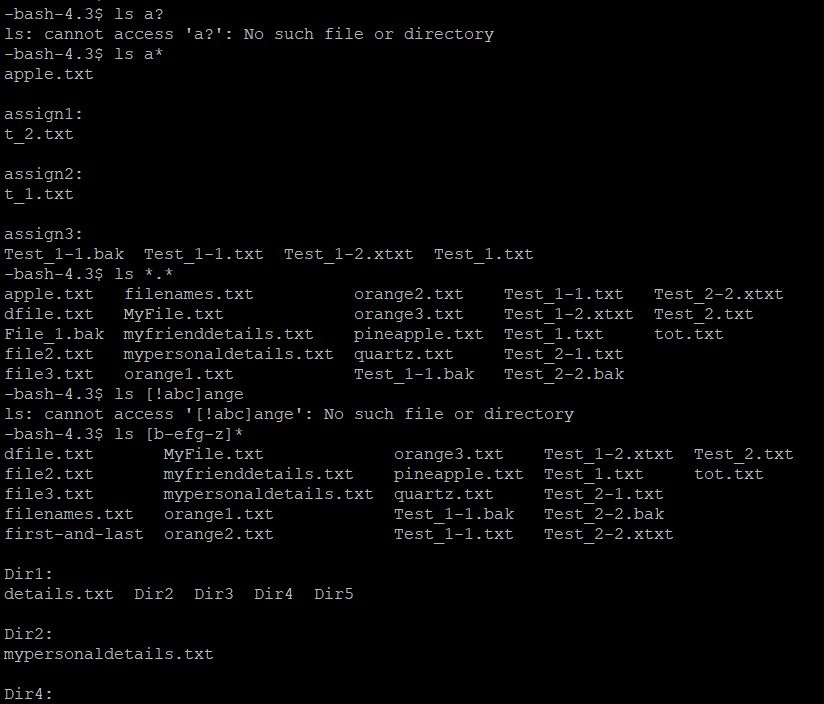 -bash-4.3$ ls a?
ls: cannot access 'a?': No such file or directory
-bash-4.3$ ls a*
apple.txt
assign1:
t_2.txt
assign2:
t_1.txt
assign3:
Test_1-1.bak  Test_1-1.txt  Test_1-2.xtxt  Test_1.txt
-bash-4.3$ ls *.*
apple.txt   filenames.txt          orange2.txt    Test_1-1.txt   Test_2-2.xtxt
dfile.txt   MyFile.txt             orange3.txt    Test_1-2.xtxt  Test_2.txt
File_1.bak  myfrienddetails.txt    pineapple.txt  Test_1.txt     tot.txt
file2.txt   mypersonaldetails.txt  quartz.txt     Test_2-1.txt
file3.txt   orange1.txt            Test_1-1.bak   Test_2-2.bak
-bash-4.3$ ls [!abc]ange
ls: cannot access '[!abc]ange': No such file or directory
-bash-4.3$ ls [b-efg-z]*
dfile.txt       MyFile.txt             orange3.txt    Test_1-2.xtxt  Test_2.txt
file2.txt       myfrienddetails.txt    pineapple.txt  Test_1.txt     tot.txt
file3.txt       mypersonaldetails.txt  quartz.txt     Test_2-1.txt
filenames.txt   orange1.txt            Test_1-1.bak   Test_2-2.bak
first-and-last  orange2.txt            Test_1-1.txt   Test_2-2.xtxt
Dir1:
details.txt  Dir2  Dir3  Dir4  Dir5
Dir2:
mypersonaldetails.txt
Dir4: